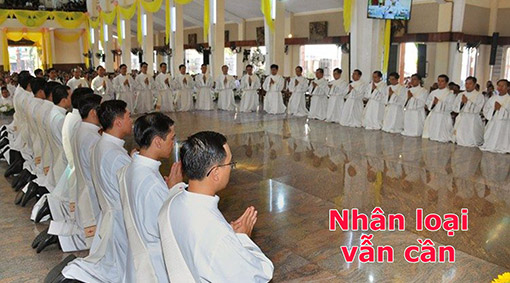 Nhân loại
vẫn cần